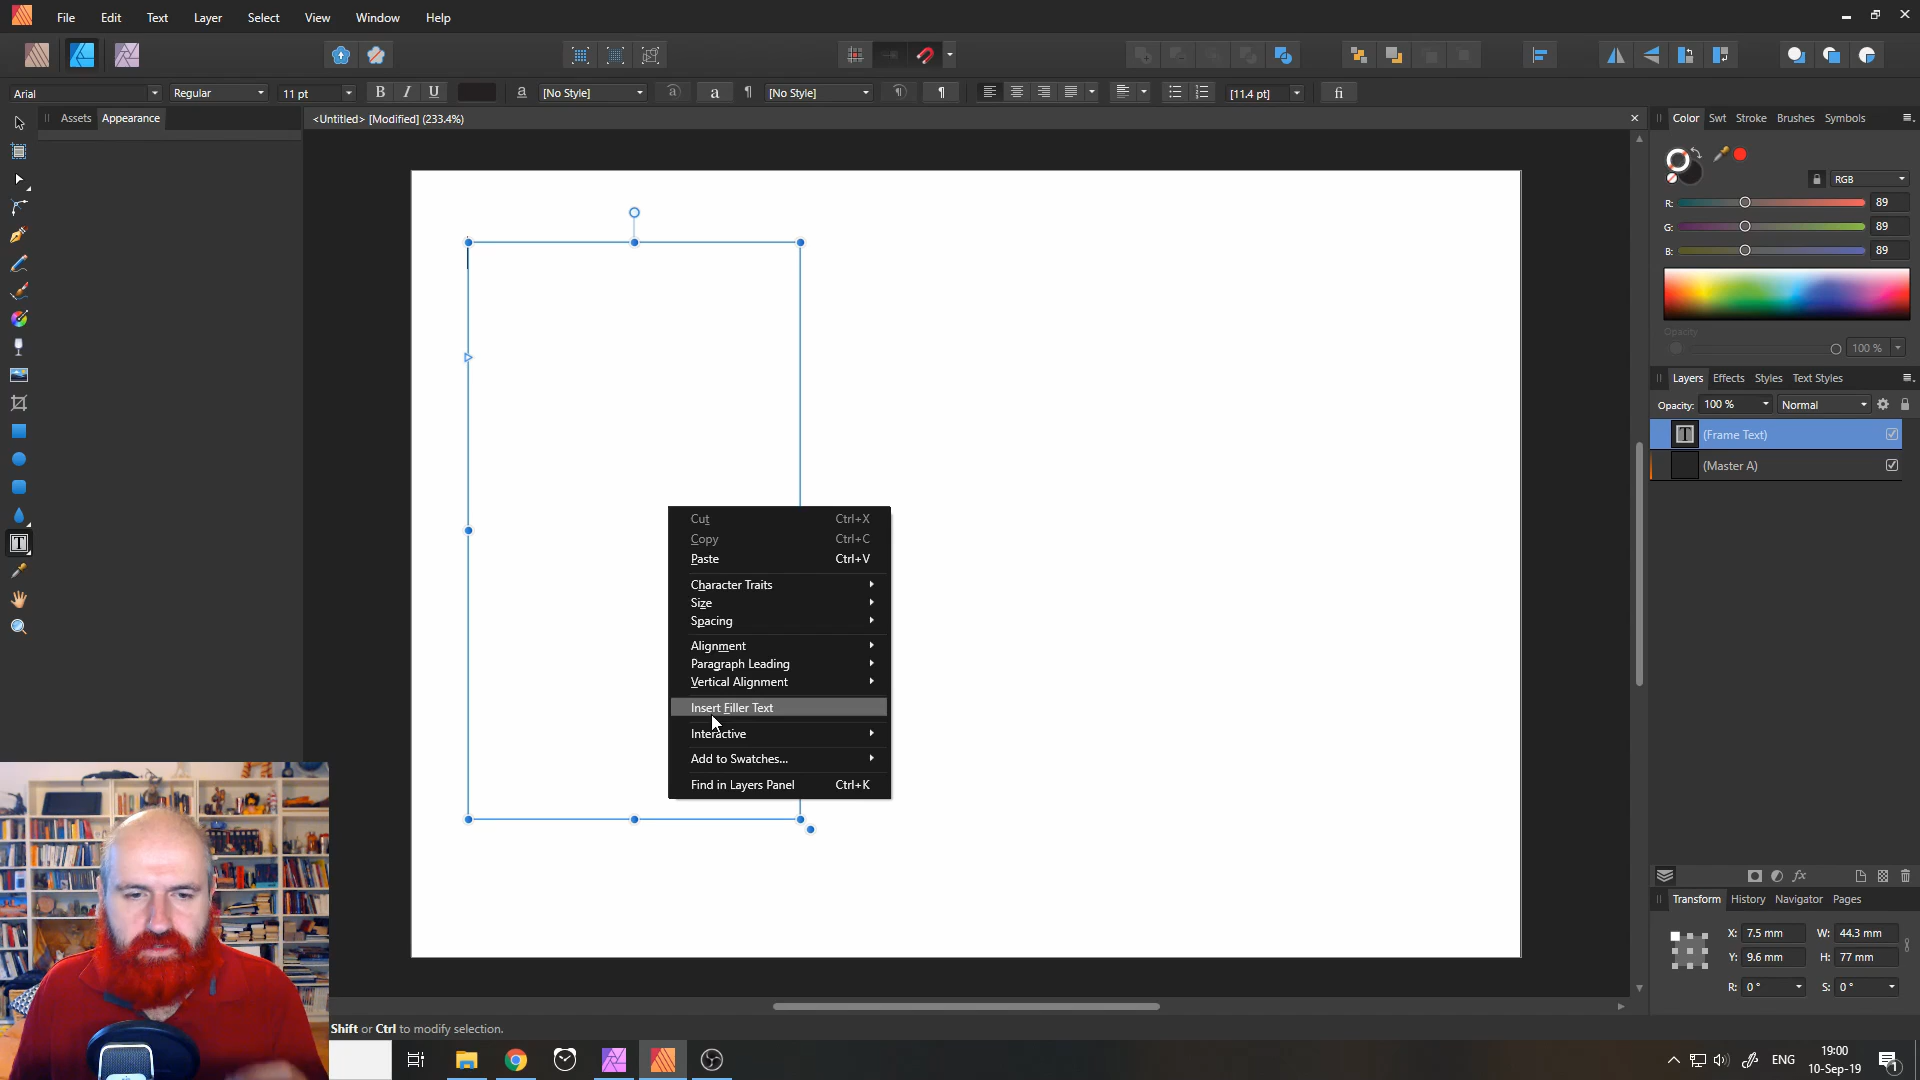 File Edit Text Layer Select View Window Help
Arial Regular 11 pt B I U a [No Style] a a ¶ [No Style] ¶ ¶ [11.4 pt] fi
Assets Appearance
<Untitled> [Modified] (233.4%)
Color Swt Stroke Brushes Symbols
RGB
R: 89
G: 89
B: 89
Opacity
100 %
Layers Effects Styles Text Styles
Opacity: 100 % Normal
T (Frame Text)
(Master A)
Cut Ctrl+X
Copy Ctrl+C
Paste Ctrl+V
Character Traits
Size
Spacing
Alignment
Paragraph Leading
Vertical Alignment
Insert Filler Text
Interactive
Add to Swatches...
Find in Layers Panel Ctrl+K
fx
Transform History Navigator Pages
X: 7.5 mm W: 44.3 mm
Y: 9.6 mm H: 77 mm
R: 0 ° S: 0 °
Shift or Ctrl to modify selection.
ENG
19:00
10-Sep-19
1